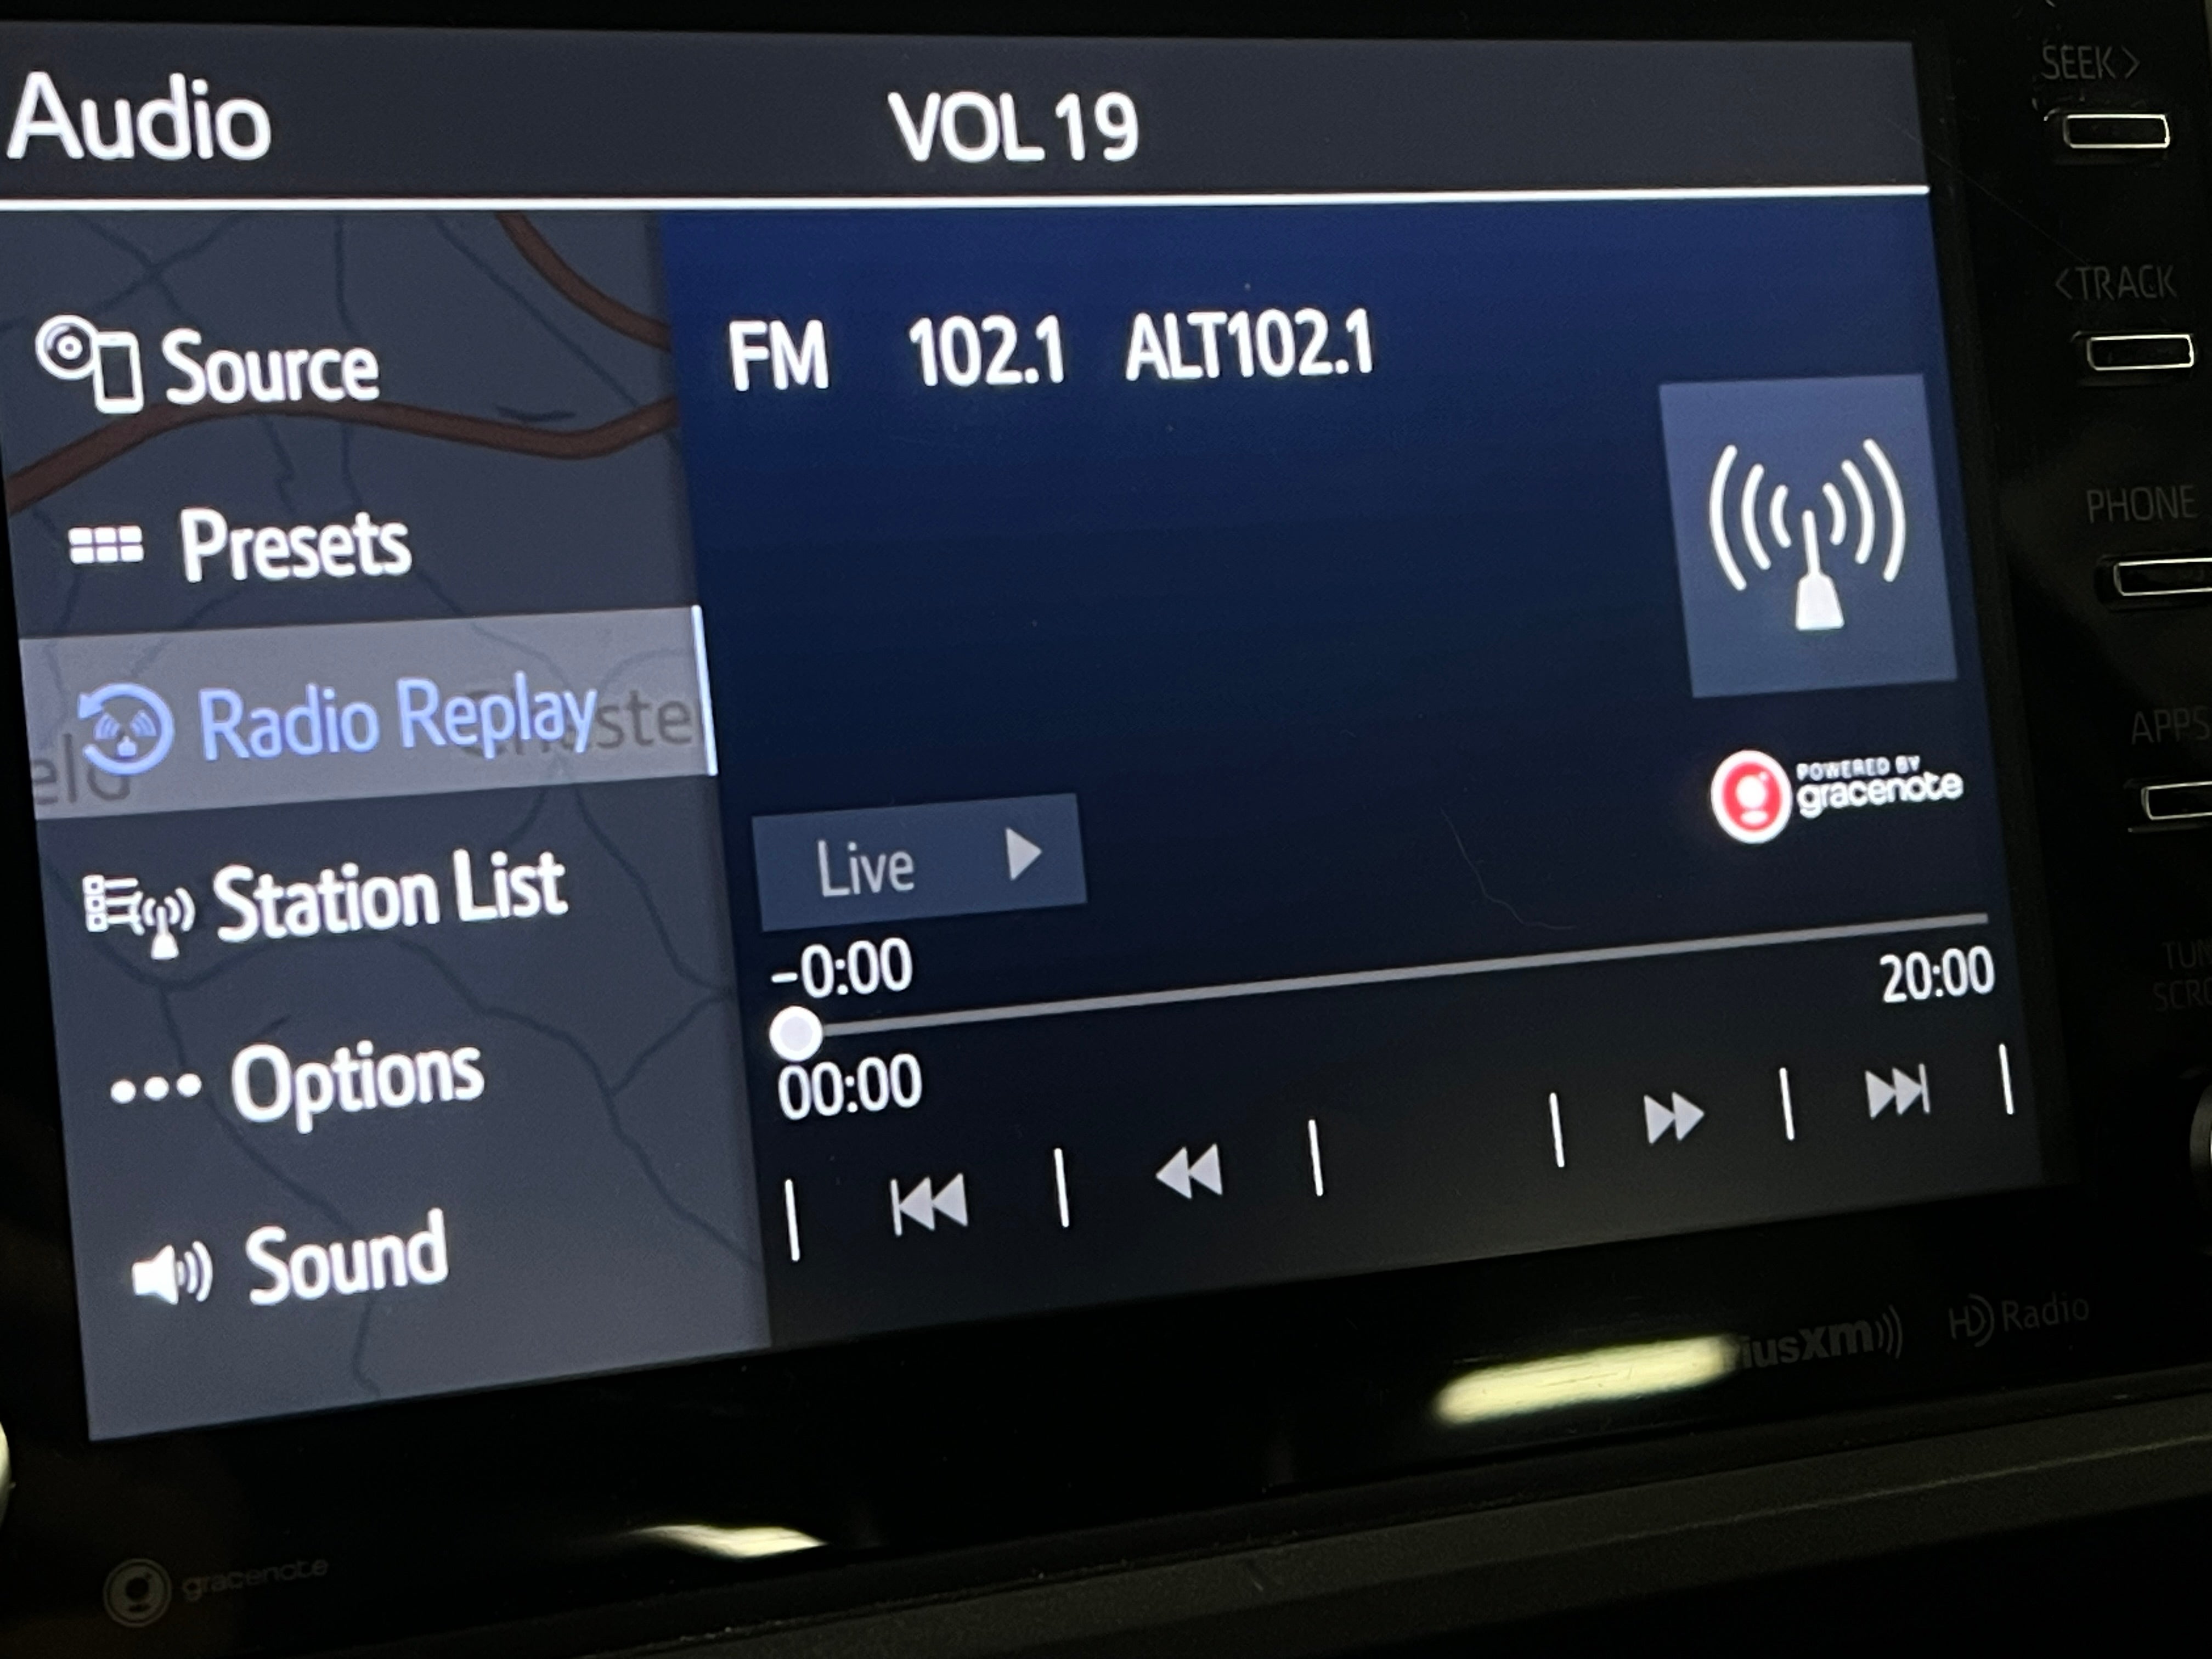 Audio
VOL 19
Source
Presets
Radio Replay
Station List
Options
Sound
FM 102.1 ALT102.1
POWERED BY
gracenote
Live
-0:00
20:00
00:00
SEEK >
< TRACK
PHONE
APPS
HD Radio
gracenote